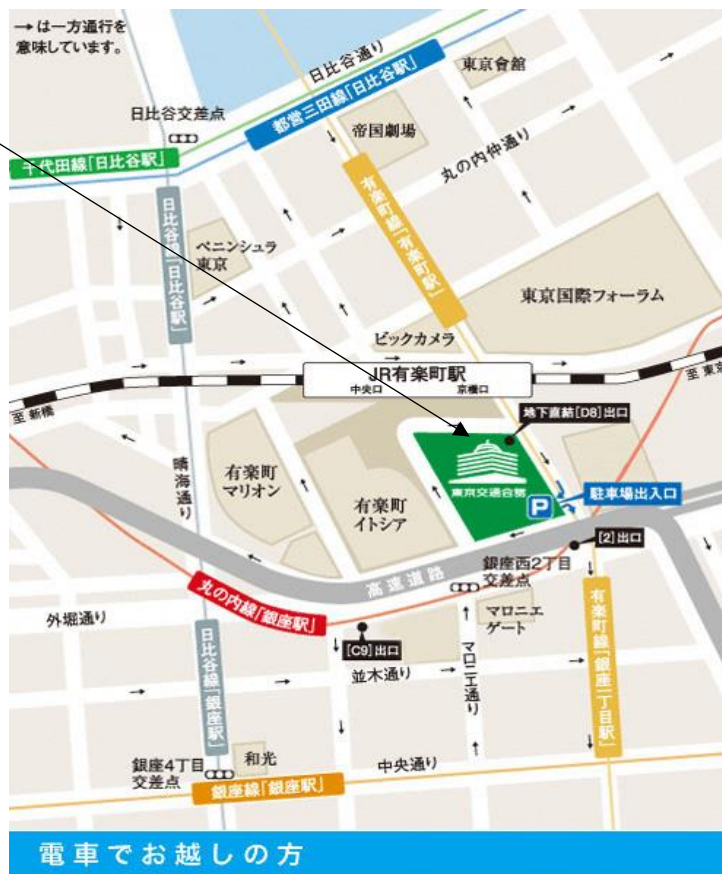 → は一方通行を
意味しています。
日比谷通り
東京會舘
都営三田線「日比谷駅」
日比谷交差点
帝国劇場
千代田線「日比谷駅」
丸の内仲通り
有楽町線「有楽町駅」
日比谷線「日比谷駅」
ペニンシュラ
東京
東京国際フォーラム
ビックカメラ
JR有楽町駅
中央口
京橋口
至 新橋
至 東京
地下直結[D8]出口
東京交通会館
有楽町
マリオン
有楽町
イトシア
晴海通り
P
駐車場出入口
[2]出口
高速道路
銀座西2丁目
交差点
丸の内線「銀座駅」
外堀通り
マロニエ
ゲート
[C9]出口
並木通り
マロニエ通り
有楽町線「銀座一丁目駅」
日比谷線「銀座駅」
銀座4丁目
交差点
和光
中央通り
銀座線「銀座駅」
電車でお越しの方